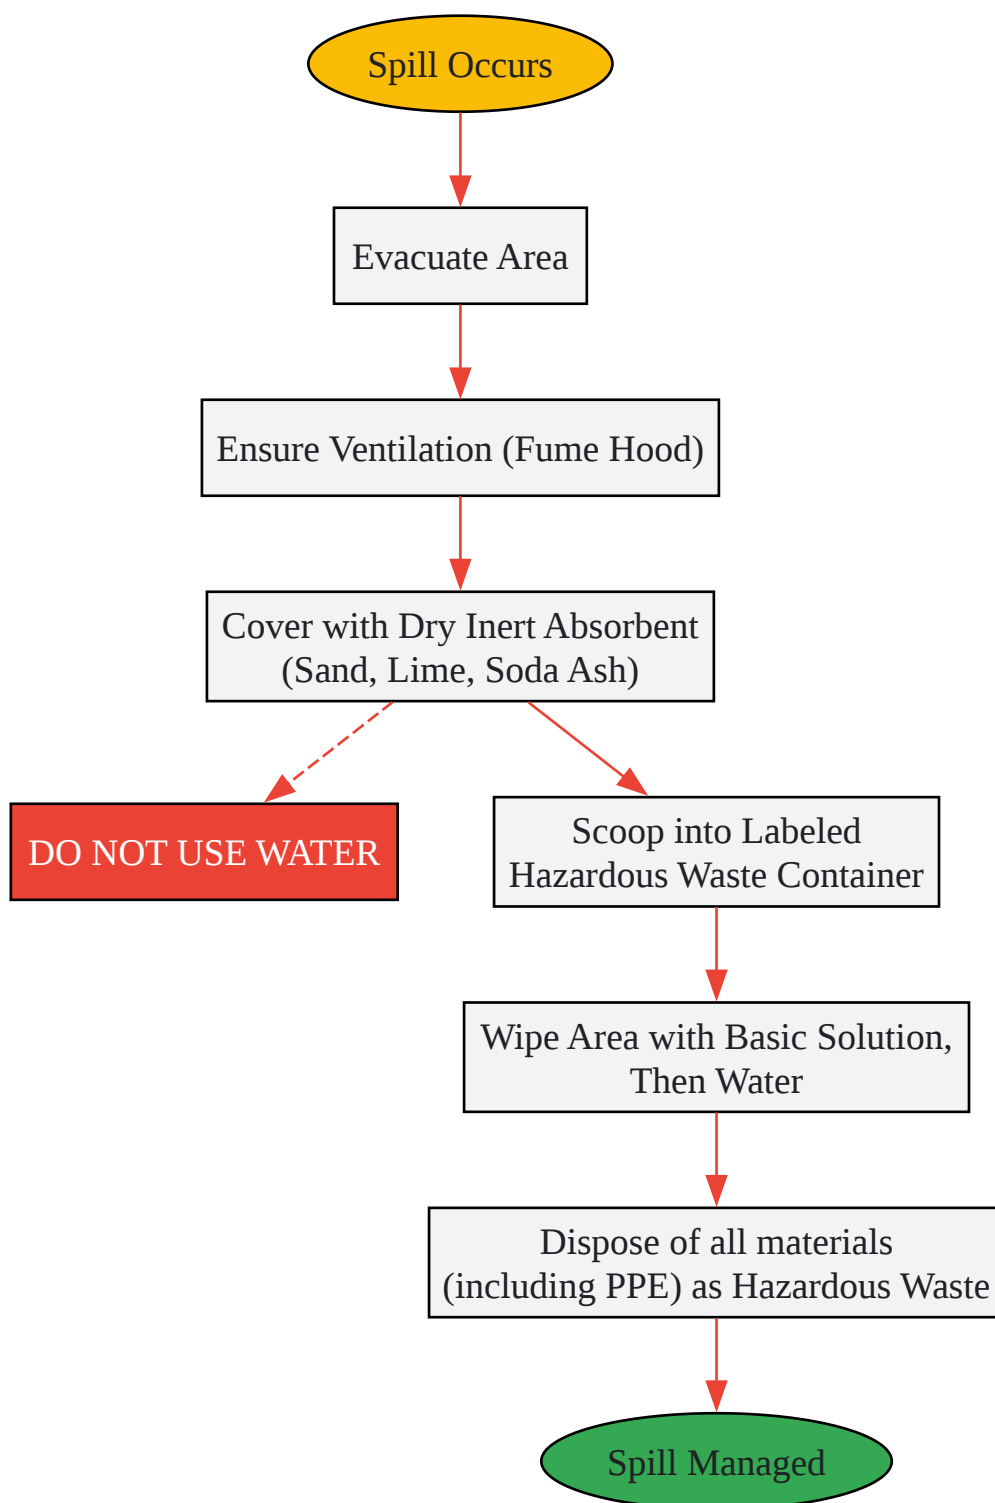 Spill Occurs
Evacuate Area
Ensure Ventilation (Fume Hood)
Cover with Dry Inert Absorbent
(Sand, Lime, Soda Ash)
DO NOT USE WATER
Scoop into Labeled
Hazardous Waste Container
Wipe Area with Basic Solution,
Then Water
Dispose of all materials
(including PPE) as Hazardous Waste
Spill Managed